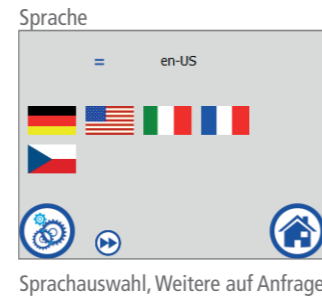 Sprache
= en-US
Sprachauswahl, Weitere auf Anfrage